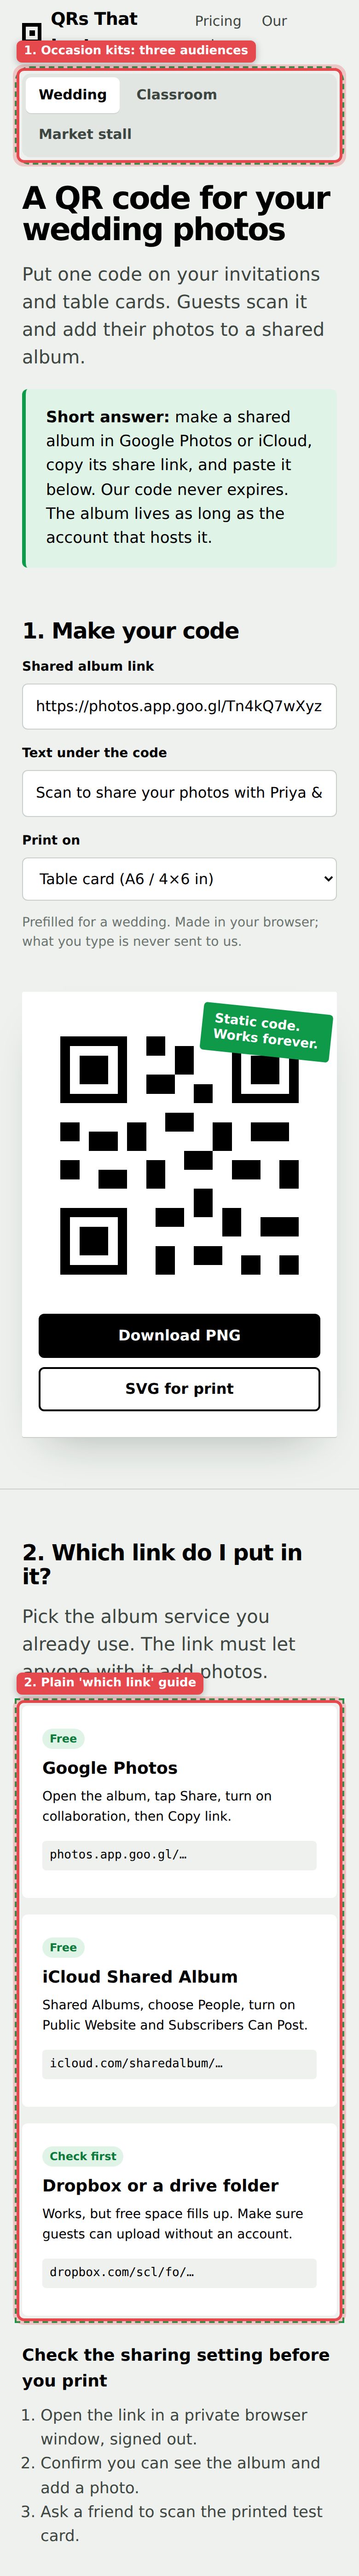 QRs That
Pricing Our
1. Occasion kits: three audiences
Wedding Classroom
Market stall
A QR code for your
wedding photos
Put one code on your invitations
and table cards. Guests scan it
and add their photos to a shared
album.
Short answer: make a shared
album in Google Photos or iCloud,
copy its share link, and paste it
below. Our code never expires.
The album lives as long as the
account that hosts it.
1. Make your code
Shared album link
https://photos.app.goo.gl/Tn4kQ7wXyz
Text under the code
Scan to share your photos with Priya &
Print on
Table card (A6 / 4×6 in)
Prefilled for a wedding. Made in your browser;
what you type is never sent to us.
Static code.
Works forever.
Download PNG
SVG for print
2. Which link do I put in
it?
Pick the album service you
already use. The link must let
anyone with it add photos.
2. Plain 'which link' guide
Free
Google Photos
Open the album, tap Share, turn on
collaboration, then Copy link.
photos.app.goo.gl/…
Free
iCloud Shared Album
Shared Albums, choose People, turn on
Public Website and Subscribers Can Post.
icloud.com/sharedalbum/…
Check first
Dropbox or a drive folder
Works, but free space fills up. Make sure
guests can upload without an account.
dropbox.com/scl/fo/…
Check the sharing setting before
you print
1. Open the link in a private browser
window, signed out.
2. Confirm you can see the album and
add a photo.
3. Ask a friend to scan the printed test
card.